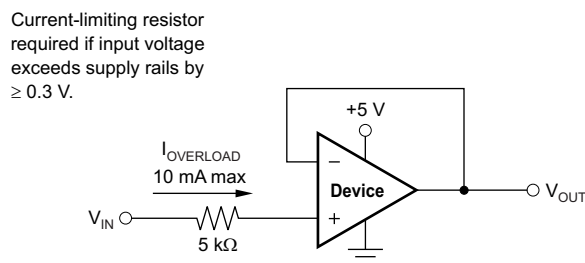 Current-limiting resistor
required if input voltage
exceeds supply rails by
≥ 0.3 V.
+5 V
I_OVERLOAD
10 mA max
−
Device
V_OUT
V_IN
+
5 kΩ